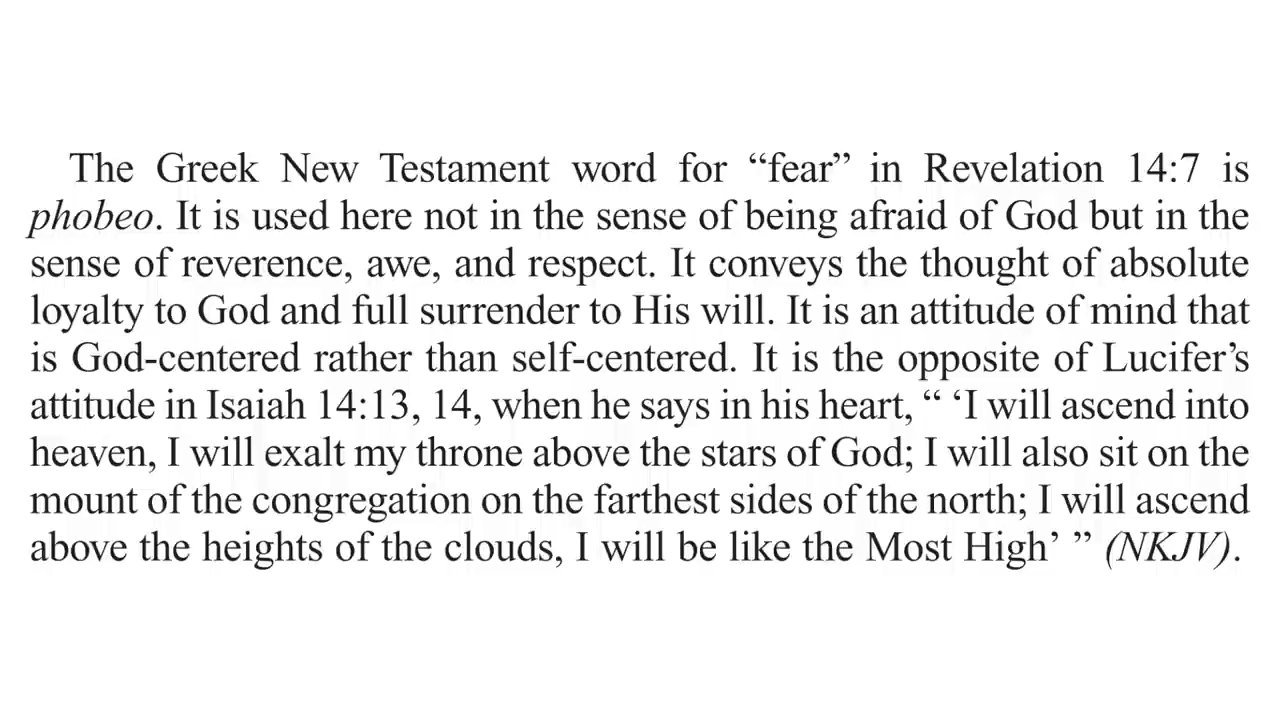 The Greek New Testament word for “fear” in Revelation 14:7 is
phobeo. It is used here not in the sense of being afraid of God but in the
sense of reverence, awe, and respect. It conveys the thought of absolute
loyalty to God and full surrender to His will. It is an attitude of mind that
is God-centered rather than self-centered. It is the opposite of Lucifer’s
attitude in Isaiah 14:13, 14, when he says in his heart, “ ‘I will ascend into
heaven, I will exalt my throne above the stars of God; I will also sit on the
mount of the congregation on the farthest sides of the north; I will ascend
above the heights of the clouds, I will be like the Most High’ ” (NKJV).